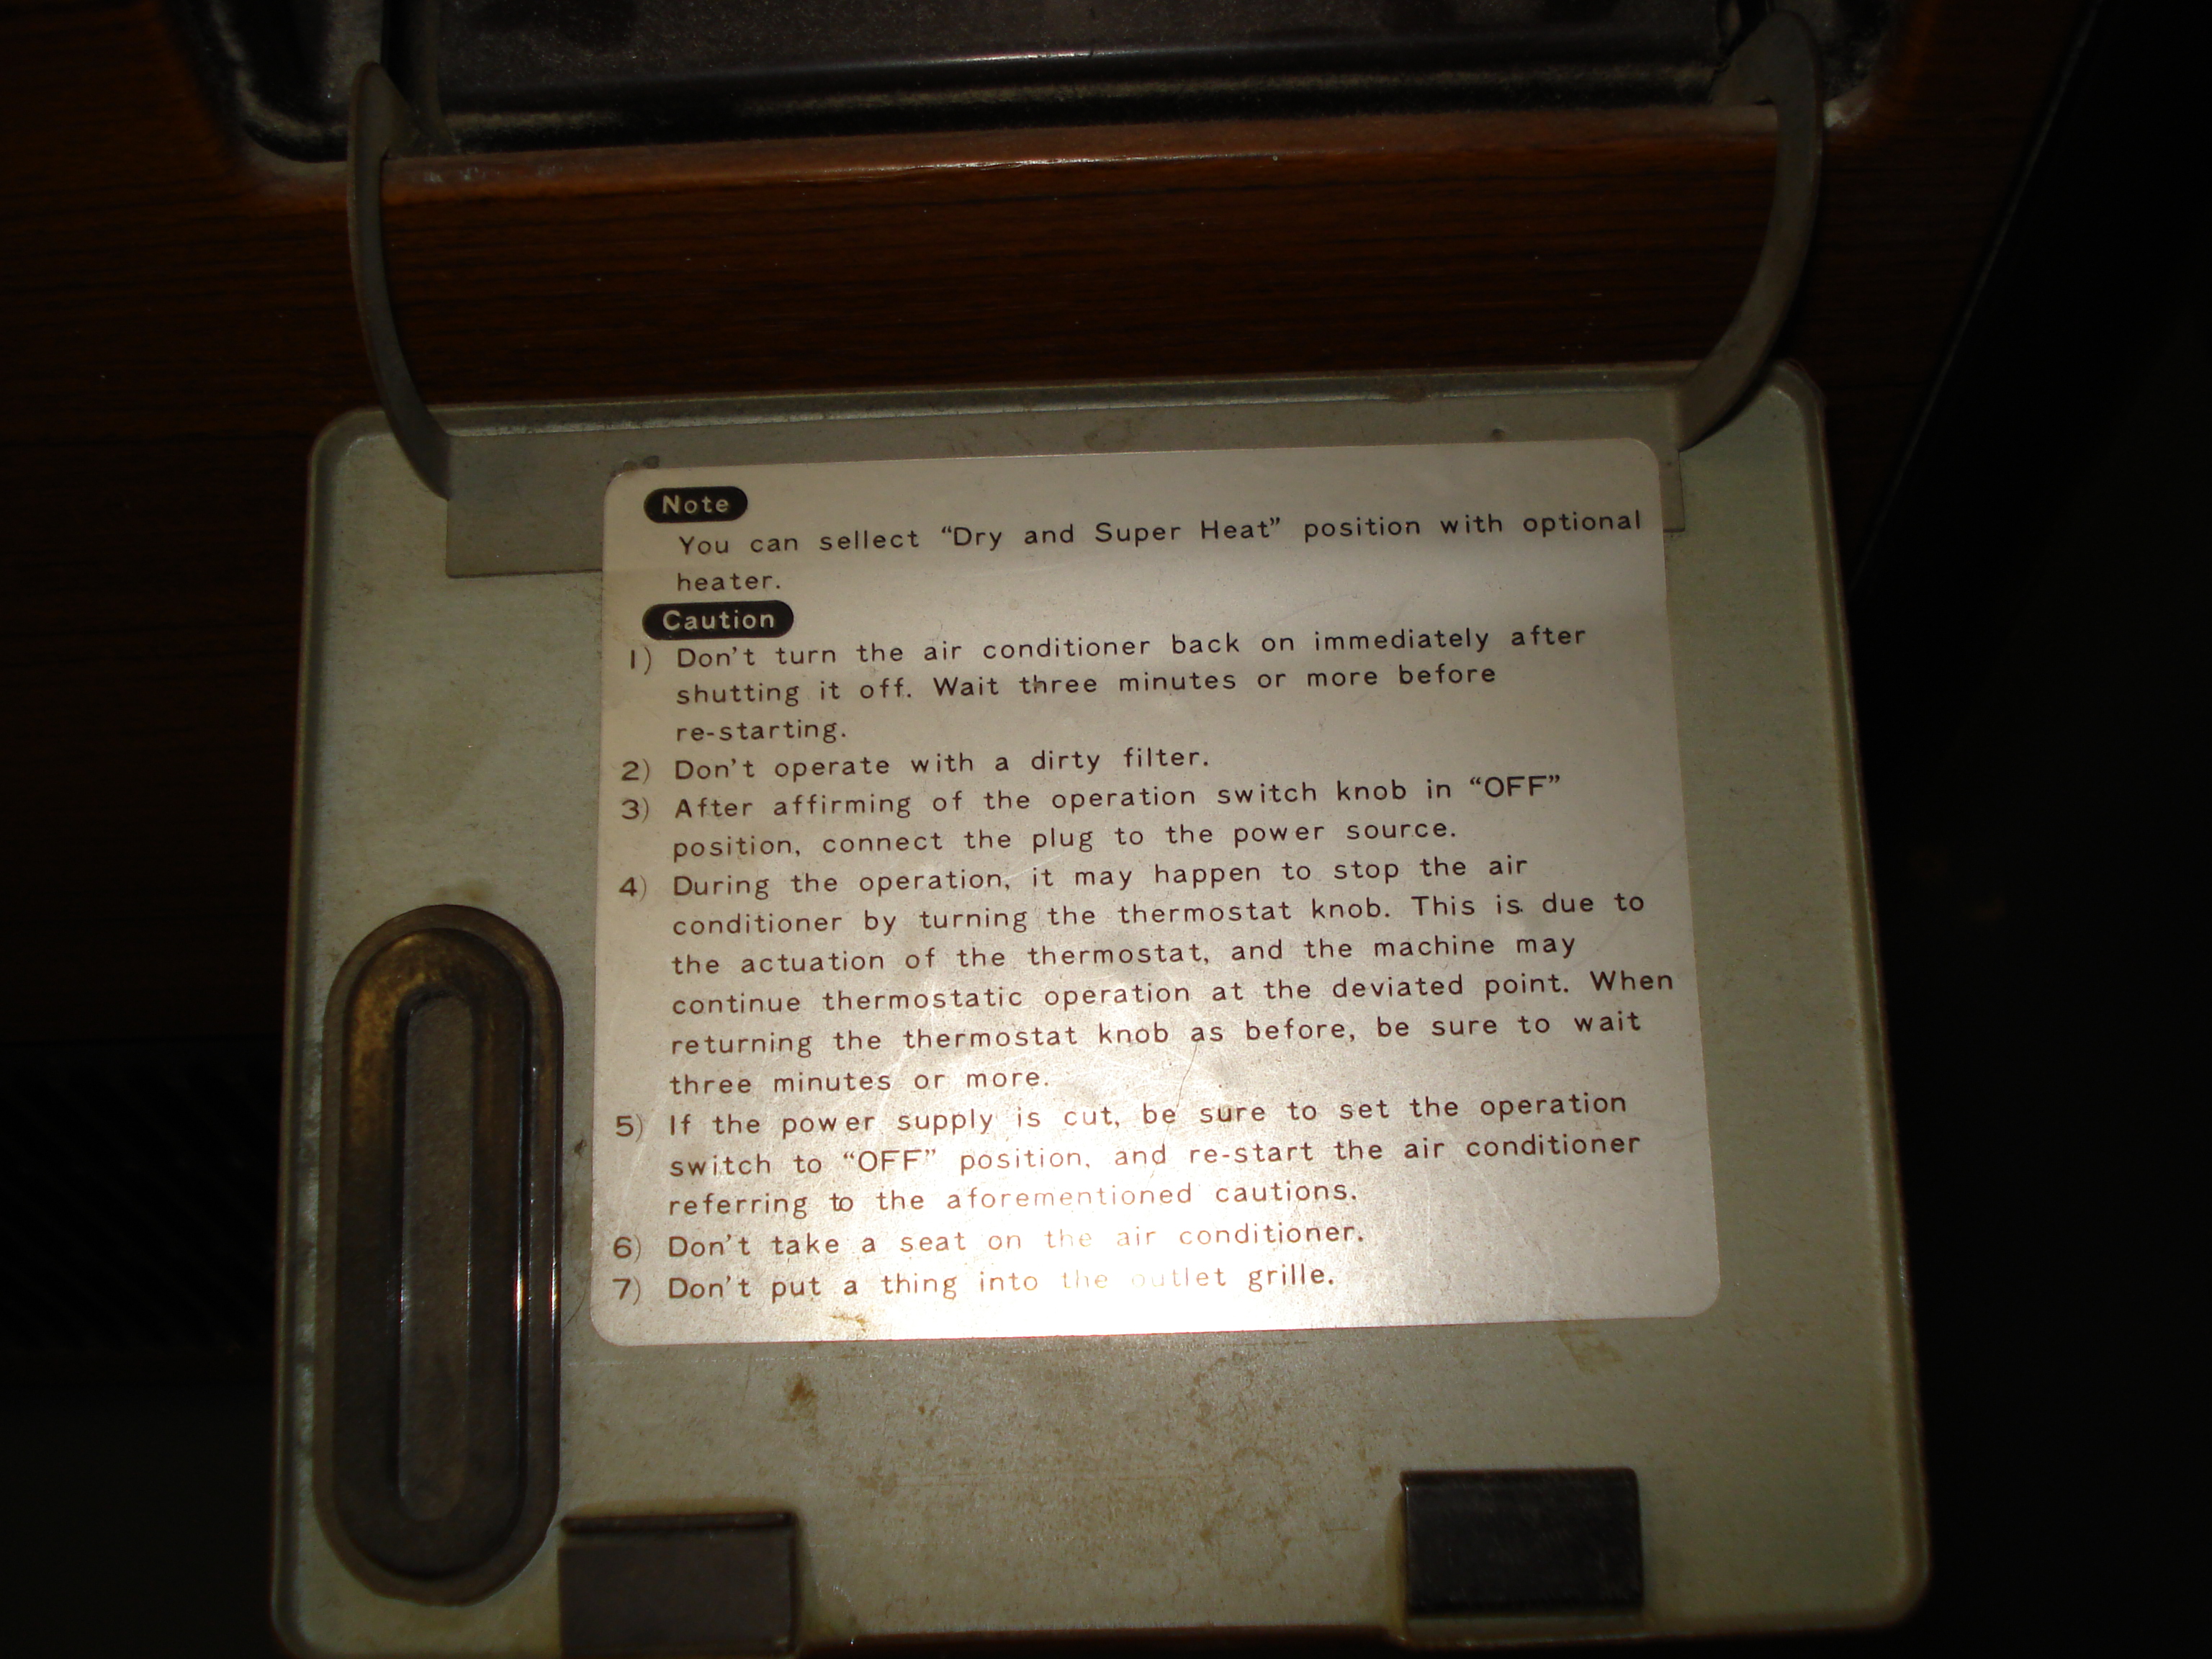 Note
You can sellect “Dry and Super Heat” position with optional
heater.
Caution
1) Don't turn the air conditioner back on immediately after
shutting it off. Wait three minutes or more before
re-starting.
2) Don't operate with a dirty filter.
3) After affirming of the operation switch knob in “OFF”
position, connect the plug to the power source.
4) During the operation, it may happen to stop the air
conditioner by turning the thermostat knob. This is due to
the actuation of the thermostat, and the machine may
continue thermostatic operation at the deviated point. When
returning the thermostat knob as before, be sure to wait
three minutes or more.
5) If the power supply is cut, be sure to set the operation
switch to “OFF” position, and re-start the air conditioner
referring to the aforementioned cautions.
6) Don't take a seat on the air conditioner.
7) Don't put a thing into the outlet grille.